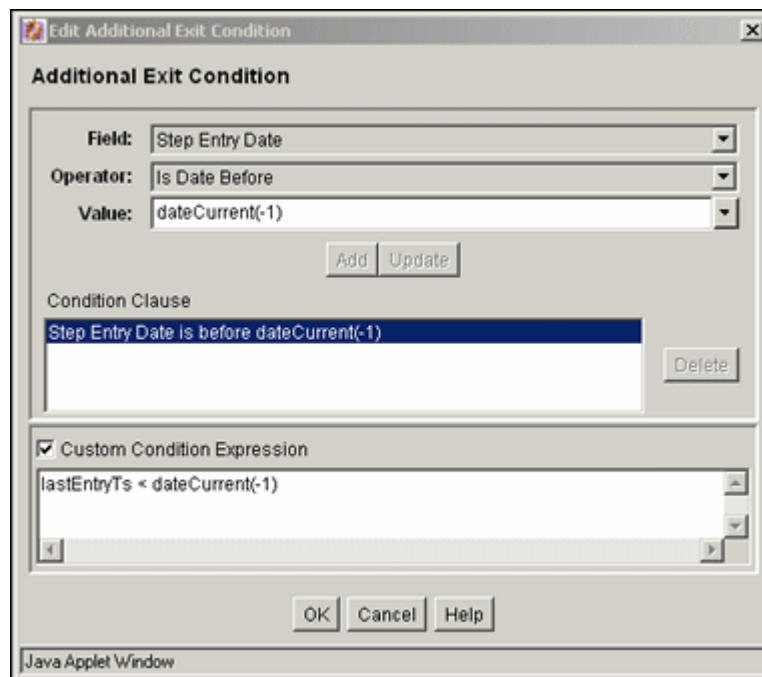 Edit Additional Exit Condition
Additional Exit Condition
Field: Step Entry Date
Operator: Is Date Before
Value: dateCurrent(-1)
Add Update
Condition Clause
Step Entry Date is before dateCurrent(-1)
Delete
Custom Condition Expression
lastEntryTs < dateCurrent(-1)
OK Cancel Help
Java Applet Window